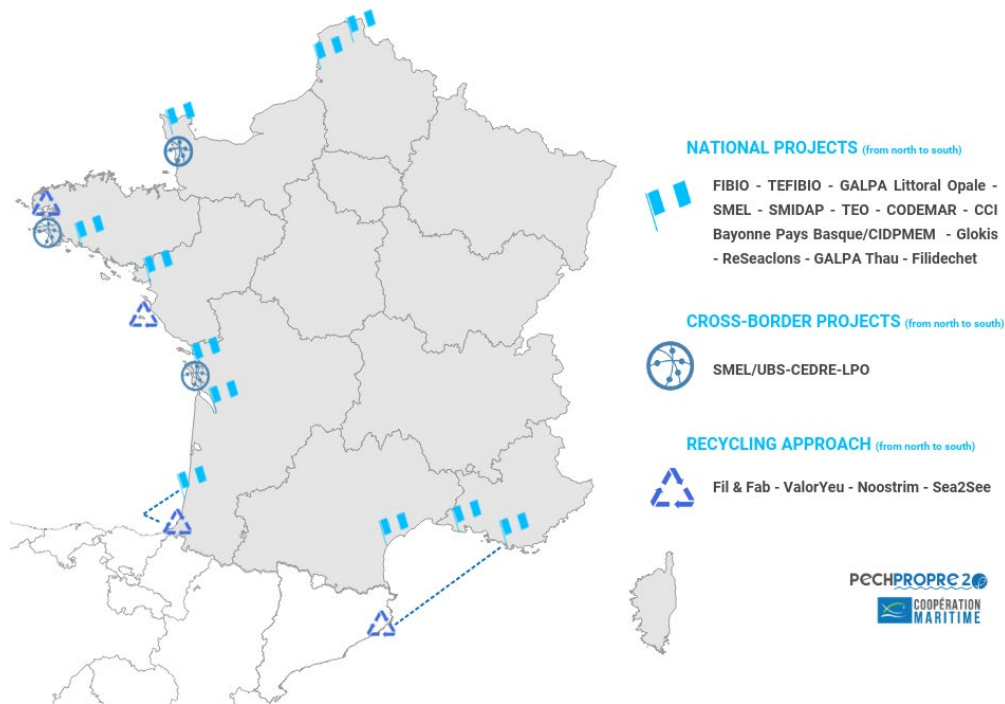 NATIONAL PROJECTS (from north to south)
FIBIO - TEFIBIO - GALPA Littoral Opale -
SMEL - SMIDAP - TEO - CODEMAR - CCI
Bayonne Pays Basque/CIDPMEM - Glokis
- ReSeaclons - GALPA Thau - Filidechet
CROSS-BORDER PROJECTS (from north to south)
SMEL/UBS-CEDRE-LPO
RECYCLING APPROACH (from north to south)
Fil & Fab - ValorYeu - Noostrim - Sea2See
PECHPROPRE 2
COOPÉRATION
MARITIME